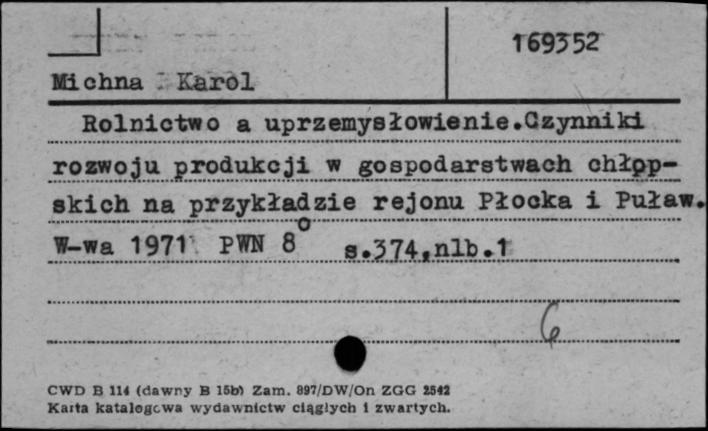 169352
Michna Karol
Rolnictwo a uprzemysłowienie.Czynniki
rozwoju produkcji w gospodarstwach chłop-
skich na przykładzie rejonu Płocka i Puław.
W-wa 1971 PWN 8° s.374,nlb.1
6
CWD B 114 (dawny B 15b) Zam. 897/DW/On ZGG 2542
Karta katalogowa wydawnictw ciągłych i zwartych.